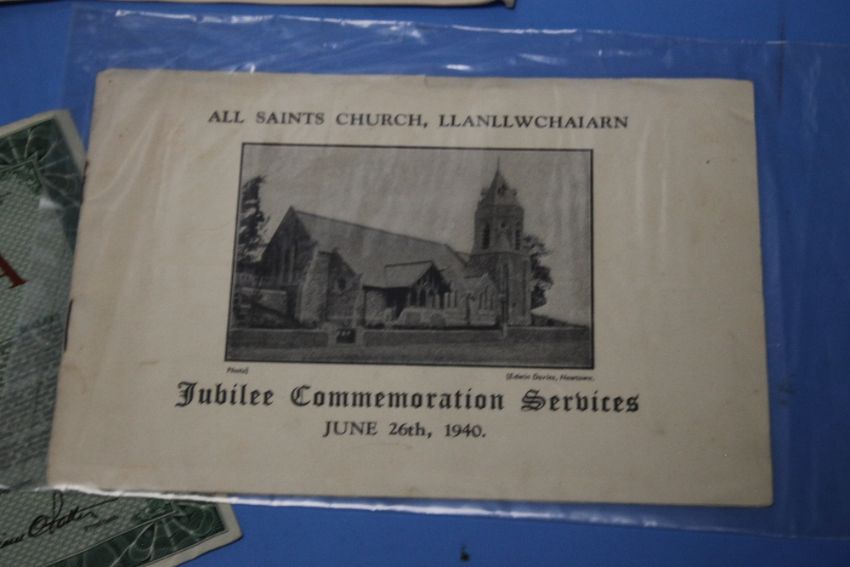 ALL SAINTS CHURCH, LLANLLWCHAIARN
Photo] [Edwin Davies, Newtown.
Jubilee Commemoration Services
JUNE 26th, 1940.
A